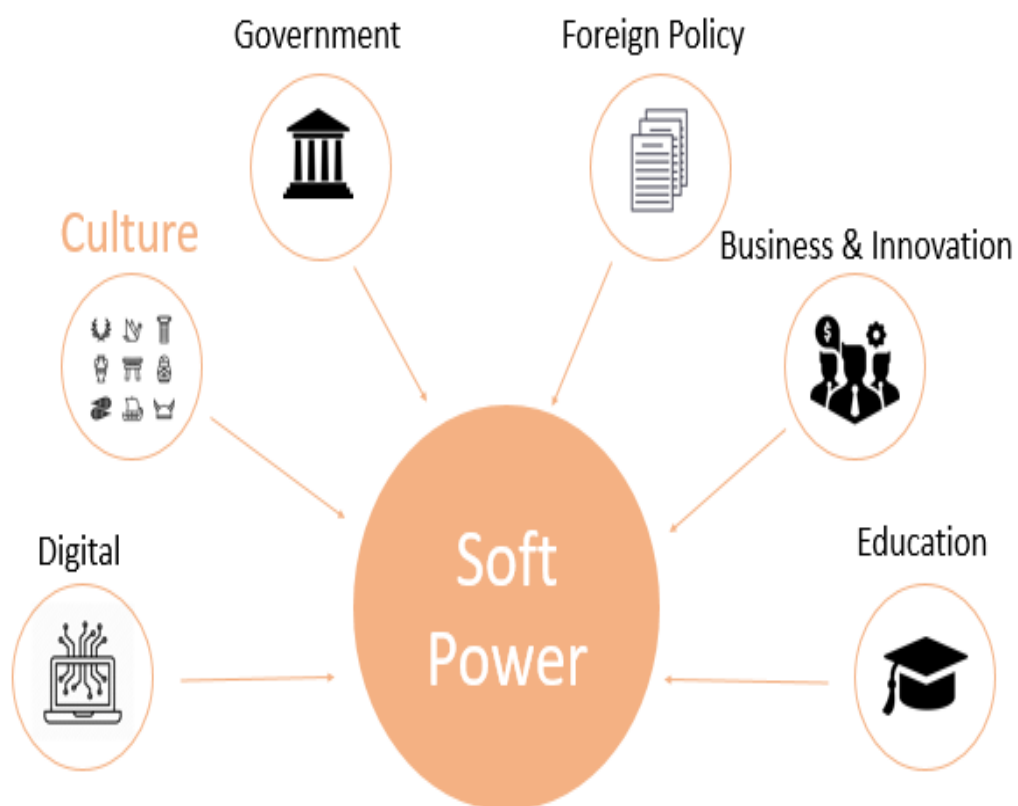 Government
Foreign Policy
Culture
Business & Innovation
Digital
Education
Soft
Power
$